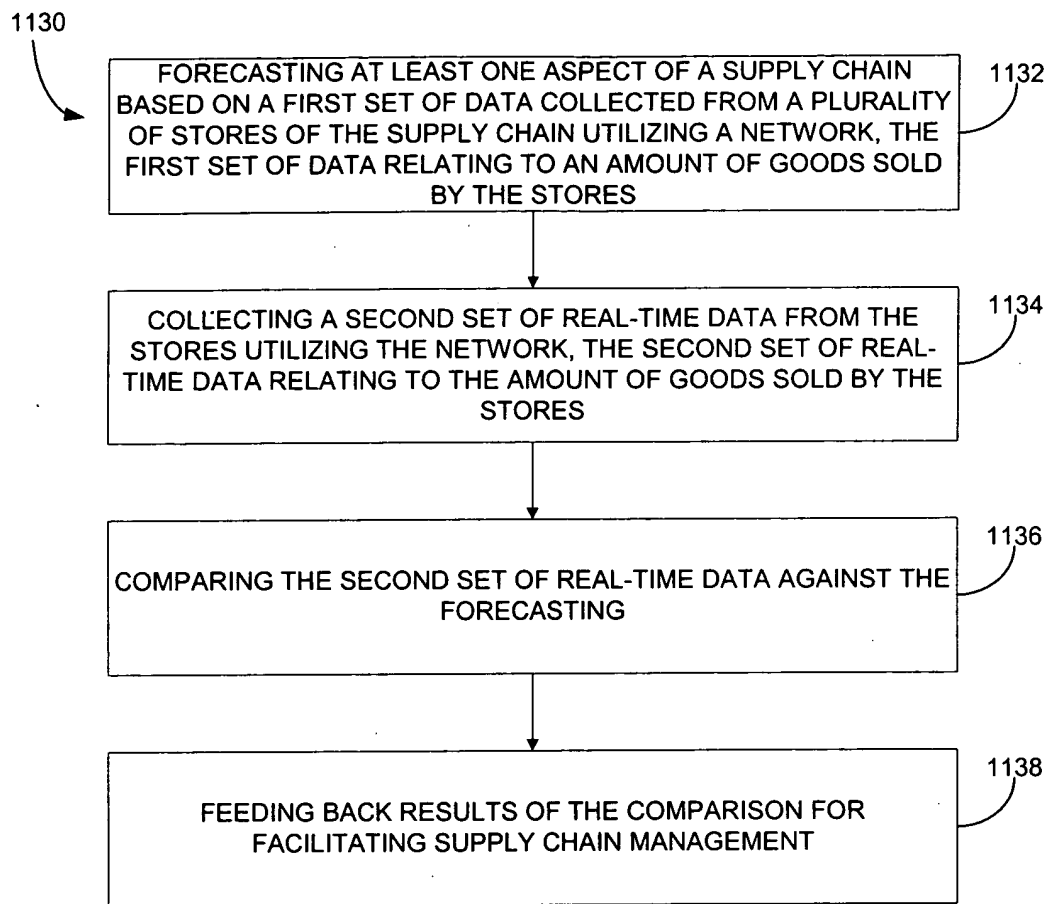 1130
FORECASTING AT LEAST ONE ASPECT OF A SUPPLY CHAIN
BASED ON A FIRST SET OF DATA COLLECTED FROM A PLURALITY
OF STORES OF THE SUPPLY CHAIN UTILIZING A NETWORK, THE
FIRST SET OF DATA RELATING TO AN AMOUNT OF GOODS SOLD
BY THE STORES
1132
COLLECTING A SECOND SET OF REAL-TIME DATA FROM THE
STORES UTILIZING THE NETWORK, THE SECOND SET OF REAL-
TIME DATA RELATING TO THE AMOUNT OF GOODS SOLD BY THE
STORES
1134
COMPARING THE SECOND SET OF REAL-TIME DATA AGAINST THE
FORECASTING
1136
FEEDING BACK RESULTS OF THE COMPARISON FOR
FACILITATING SUPPLY CHAIN MANAGEMENT
1138